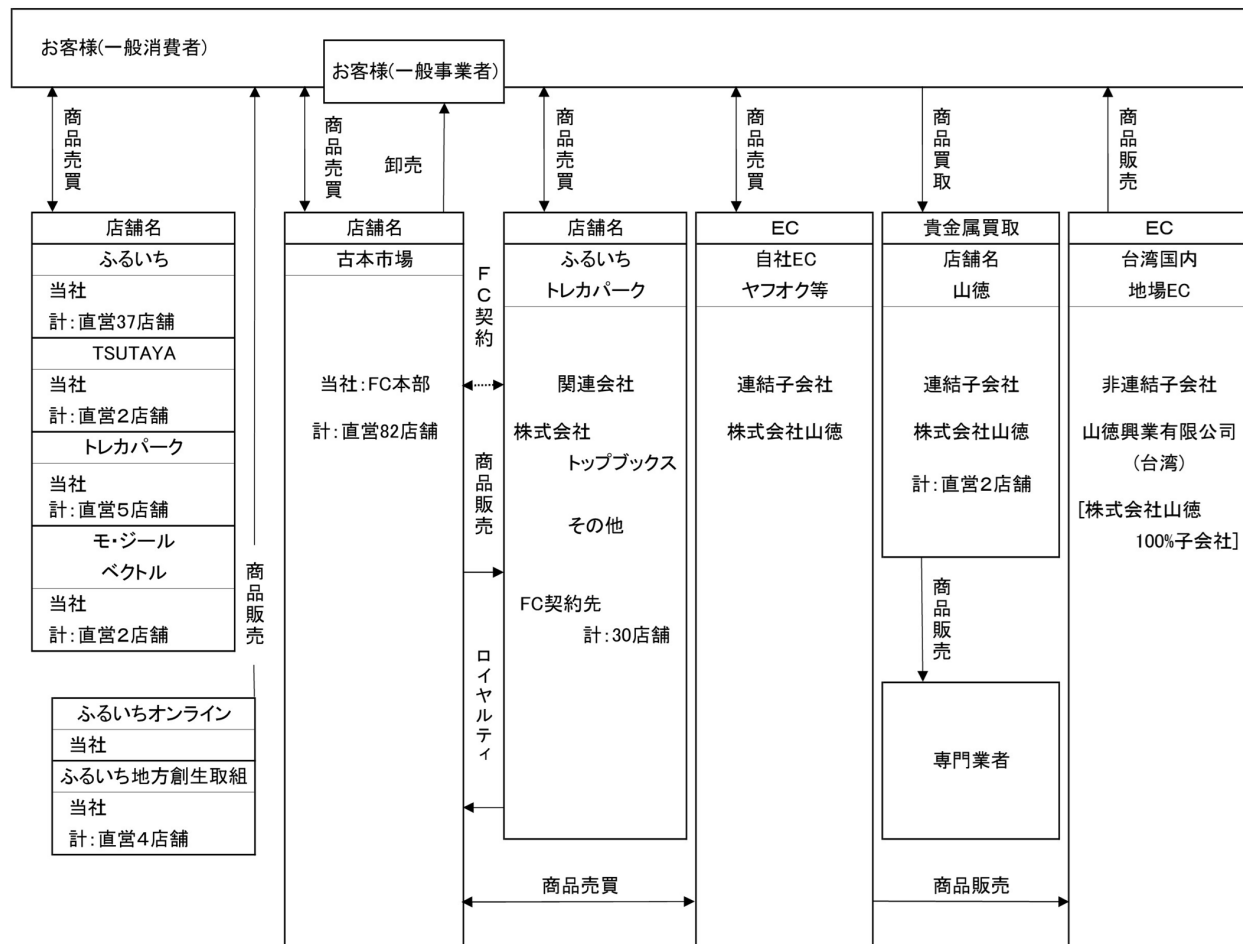 お客様(一般消費者)
お客様(一般事業者)
商品売買
商品売買
卸売
商品売買
商品売買
商品買取
商品販売
店舗名
ふるいち
当社
計:直営37店舗
TSUTAYA
当社
計:直営2店舗
トレカパーク
当社
計:直営5店舗
モ・ジール
ベクトル
当社
計:直営2店舗
商品販売
ふるいちオンライン
当社
ふるいち地方創生取組
当社
計:直営4店舗
店舗名
古本市場
当社:FC本部
計:直営82店舗
FC契約
商品販売
ロイヤルティ
店舗名
ふるいち
トレカパーク
関連会社
株式会社
トップブックス
その他
FC契約先
計:30店舗
EC
自社EC
ヤフオク等
連結子会社
株式会社山徳
商品売買
貴金属買取
店舗名
山徳
連結子会社
株式会社山徳
計:直営2店舗
商品販売
専門業者
商品販売
EC
台湾国内
地場EC
非連結子会社
山徳興業有限公司
(台湾)
[株式会社山徳
100%子会社]